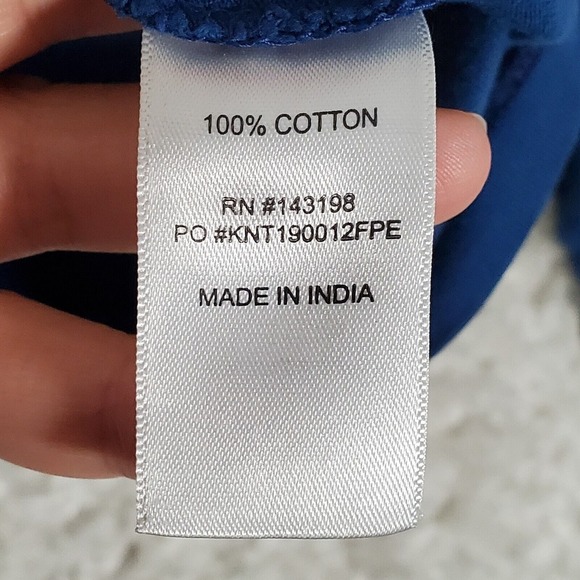 100% COTTON
RN #143198
PO #KNT190012FPE
MADE IN INDIA